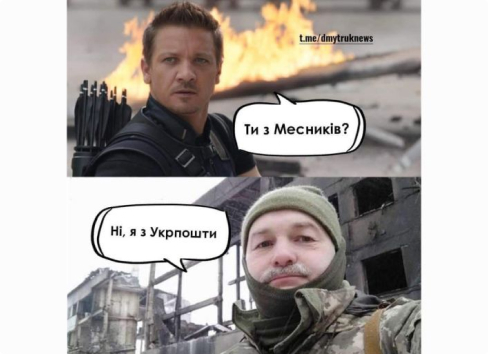 t.me/dmytruknews
Ти з Месників?
Ні, я з Укрпошти